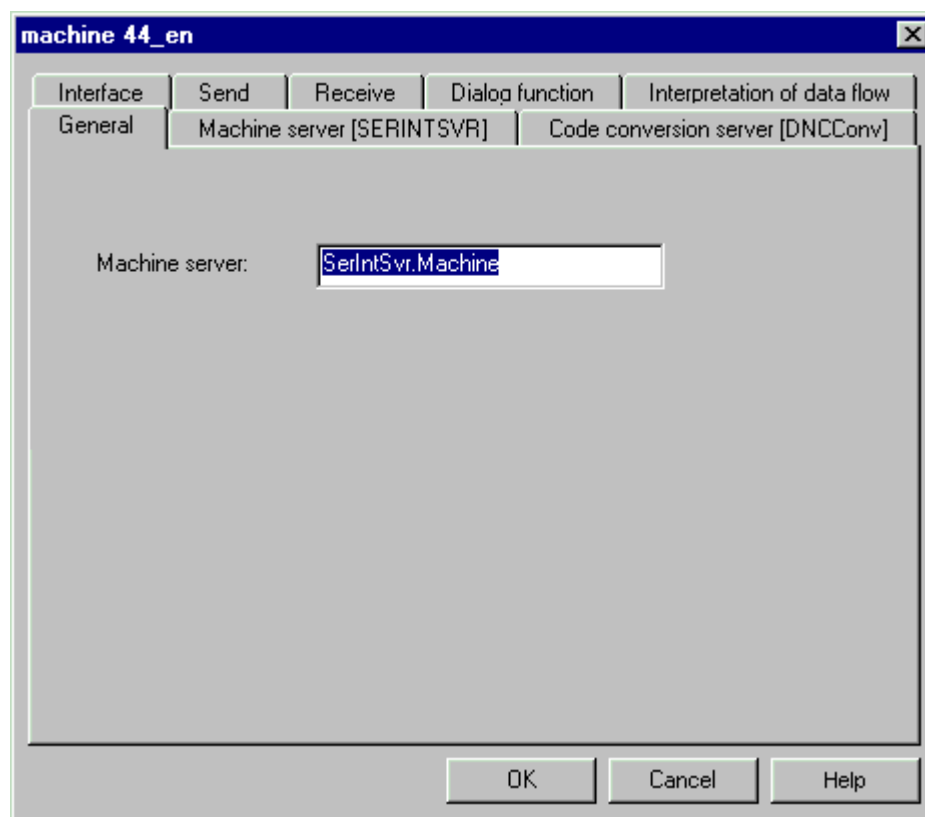 machine 44_en
Interface Send Receive Dialog function Interpretation of data flow
General Machine server [SERINTSVR] Code conversion server [DNCConv]
Machine server: SerIntSvr.Machine
OK Cancel Help